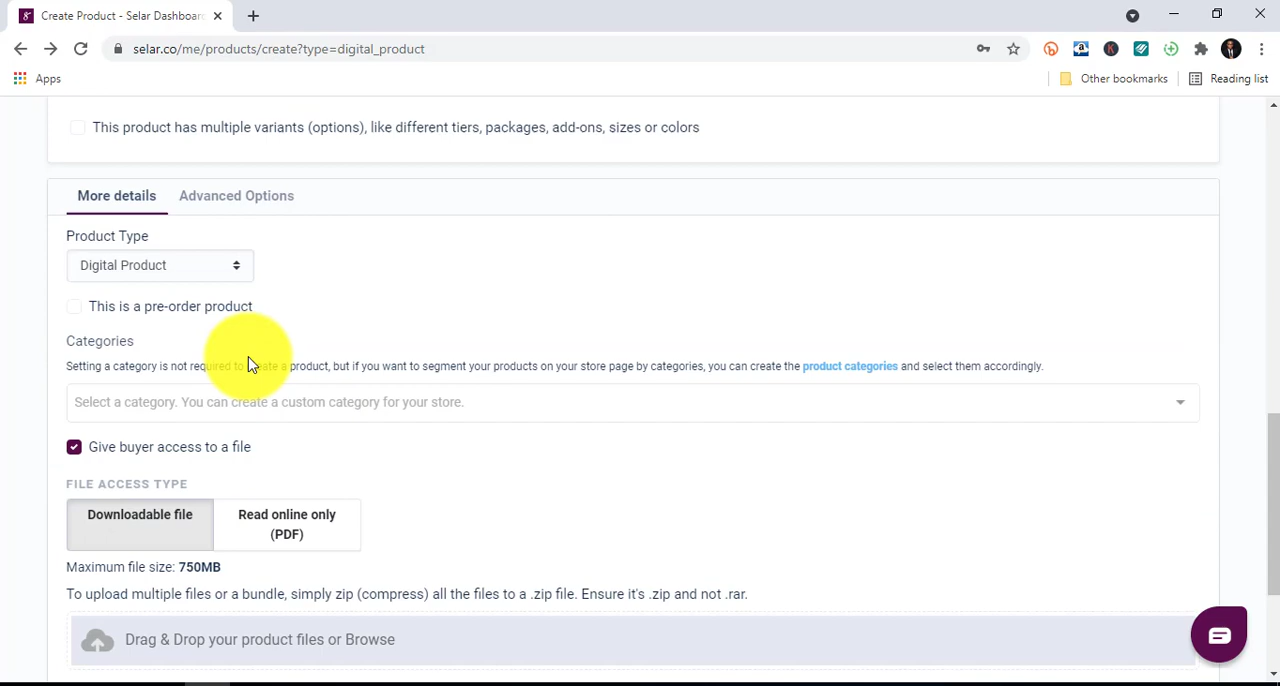 Create Product - Selar Dashboard
selar.co/me/products/create?type=digital_product
Apps
Other bookmarks
Reading list
This product has multiple variants (options), like different tiers, packages, add-ons, sizes or colors
More details
Advanced Options
Product Type
Digital Product
This is a pre-order product
Categories
Setting a category is not required to create a product, but if you want to segment your products on your store page by categories, you can create the product categories and select them accordingly.
Select a category. You can create a custom category for your store.
Give buyer access to a file
FILE ACCESS TYPE
Downloadable file
Read online only
(PDF)
Maximum file size: 750MB
To upload multiple files or a bundle, simply zip (compress) all the files to a .zip file. Ensure it's .zip and not .rar.
Drag & Drop your product files or Browse